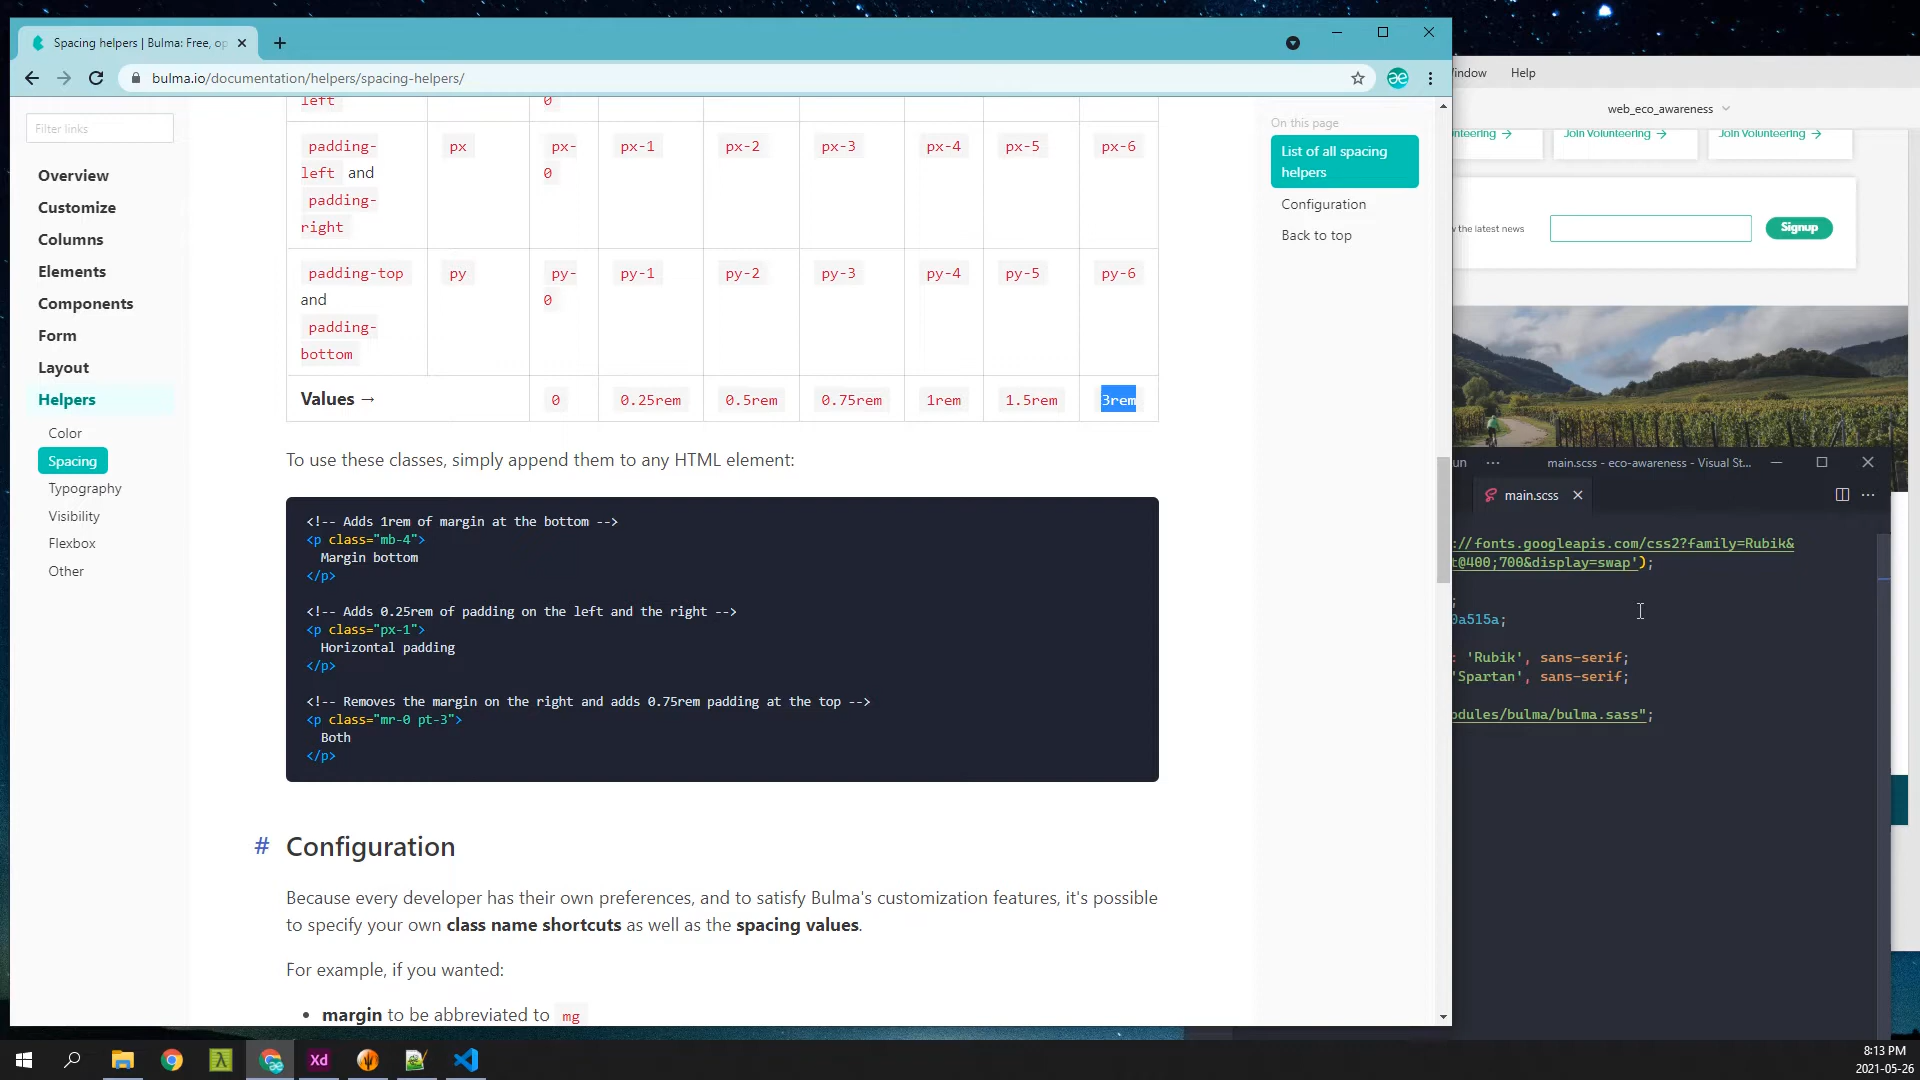 Spacing helpers | Bulma: Free, op
bulma.io/documentation/helpers/spacing-helpers/
Filter links
Overview
Customize
Columns
Elements
Components
Form
Layout
Helpers
Color
Spacing
Typography
Visibility
Flexbox
Other
left 0
padding-left and padding-right px px-0 px-1 px-2 px-3 px-4 px-5 px-6
padding-top and padding-bottom py py-0 py-1 py-2 py-3 py-4 py-5 py-6
Values → 0 0.25rem 0.5rem 0.75rem 1rem 1.5rem 3rem
To use these classes, simply append them to any HTML element:
<!-- Adds 1rem of margin at the bottom -->
<p class="mb-4">
Margin bottom
</p>
<!-- Adds 0.25rem of padding on the left and the right -->
<p class="px-1">
Horizontal padding
</p>
<!-- Removes the margin on the right and adds 0.75rem padding at the top -->
<p class="mr-0 pt-3">
Both
</p>
# Configuration
Because every developer has their own preferences, and to satisfy Bulma's customization features, it's possible
to specify your own class name shortcuts as well as the spacing values.
For example, if you wanted:
• margin to be abbreviated to mg
On this page
List of all spacing
helpers
Configuration
Back to top
indow Help
web_eco_awareness
nteering → Join Volunteering → Join Volunteering →
the latest news Signup
un ··· main.scss - eco-awareness - Visual St...
main.scss
://fonts.googleapis.com/css2?family=Rubik&
t@400;700&display=swap');
;
0a515a;
: 'Rubik', sans-serif;
'Spartan', sans-serif;
odules/bulma/bulma.sass";
Xd
8:13 PM
2021-05-26